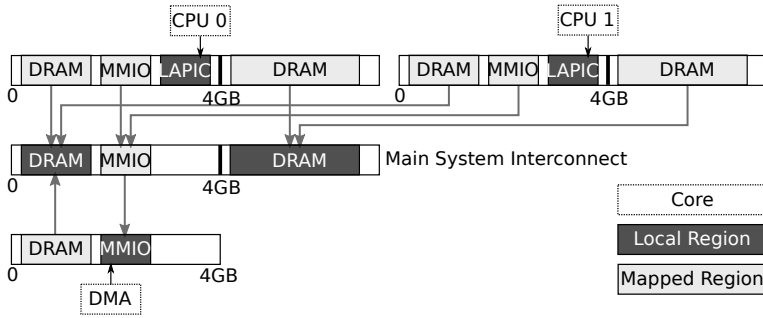 CPU 0
CPU 1
DRAM MMIO LAPIC DRAM
DRAM MMIO LAPIC DRAM
0 4GB
0 4GB
DRAM MMIO DRAM
Main System Interconnect
0 4GB
Core
DRAM MMIO
Local Region
0 4GB
Mapped Region
DMA